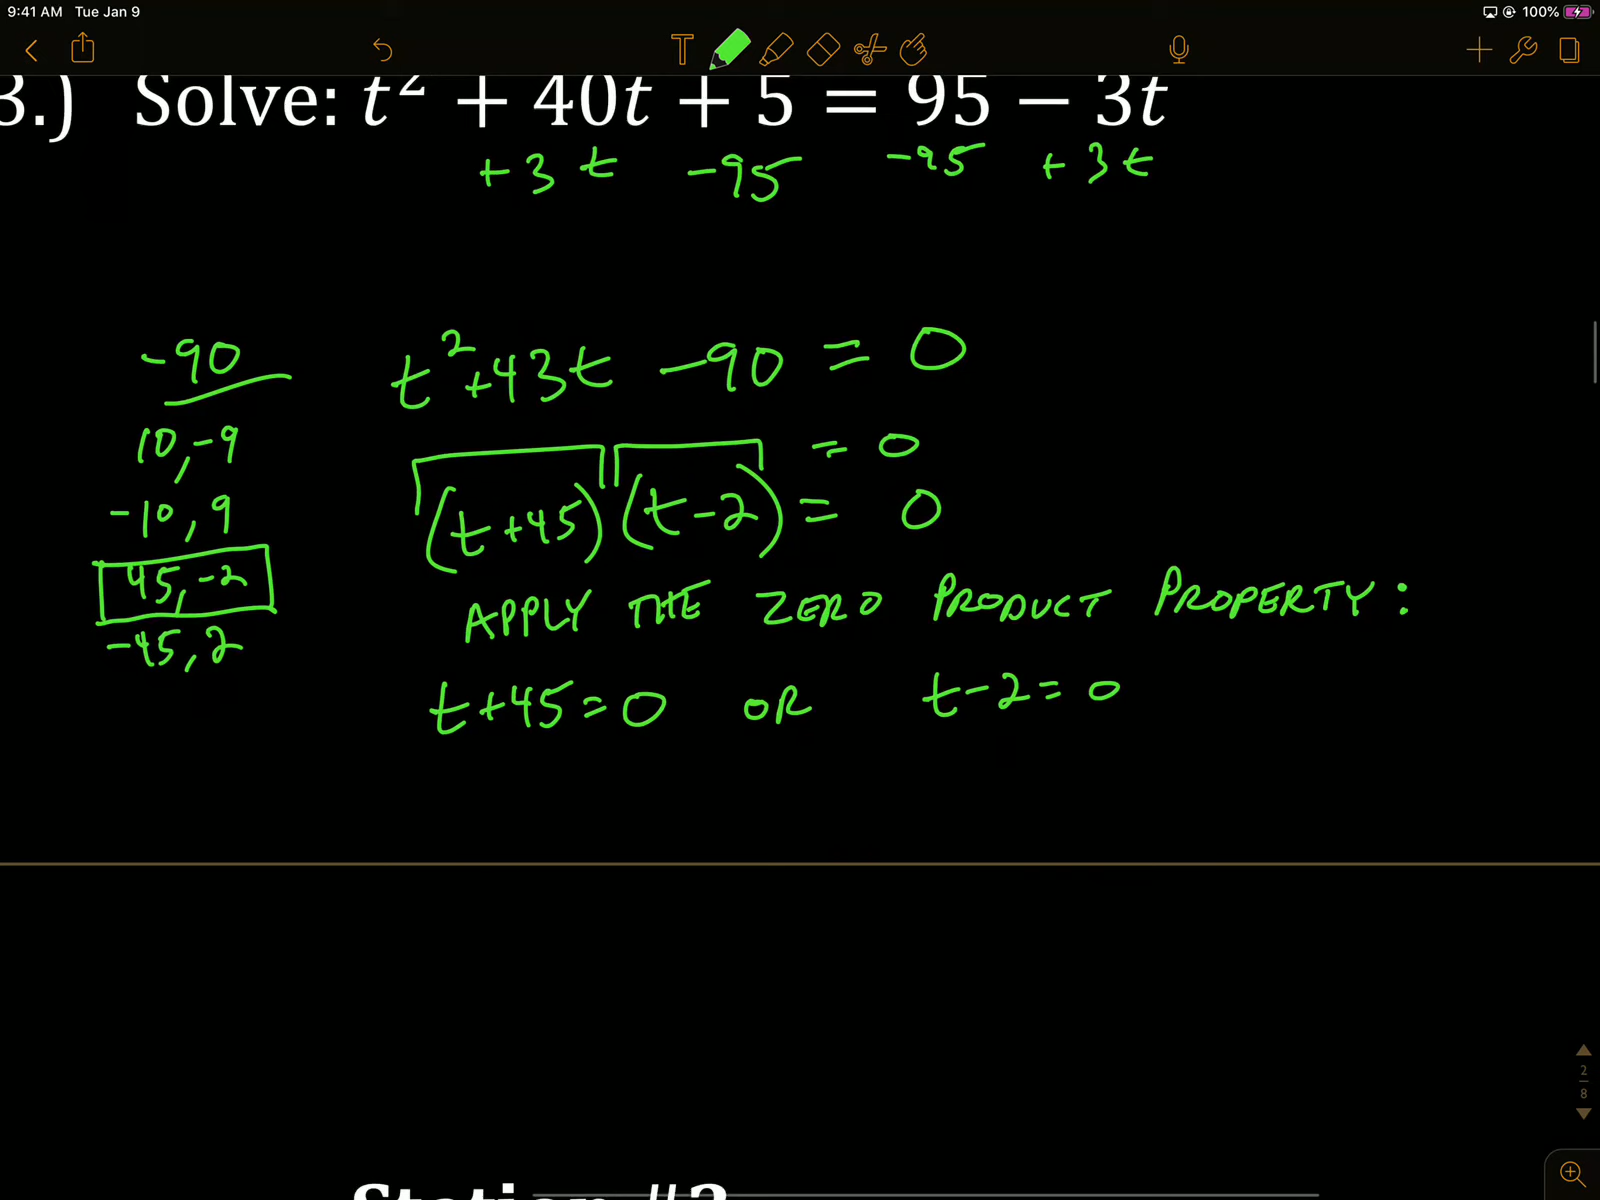 9:41 AM Tue Jan 9
100%
3.) Solve: t² + 40t + 5 = 95 − 3t
+3t -95 -95 +3t
-90
10,-9
-10,9
45,-2
-45,2
t²+43t -90 = 0
= 0
(t+45)(t-2) = 0
APPLY THE ZERO PRODUCT PROPERTY:
t+45=0 OR t-2=0
2
8
Station #3